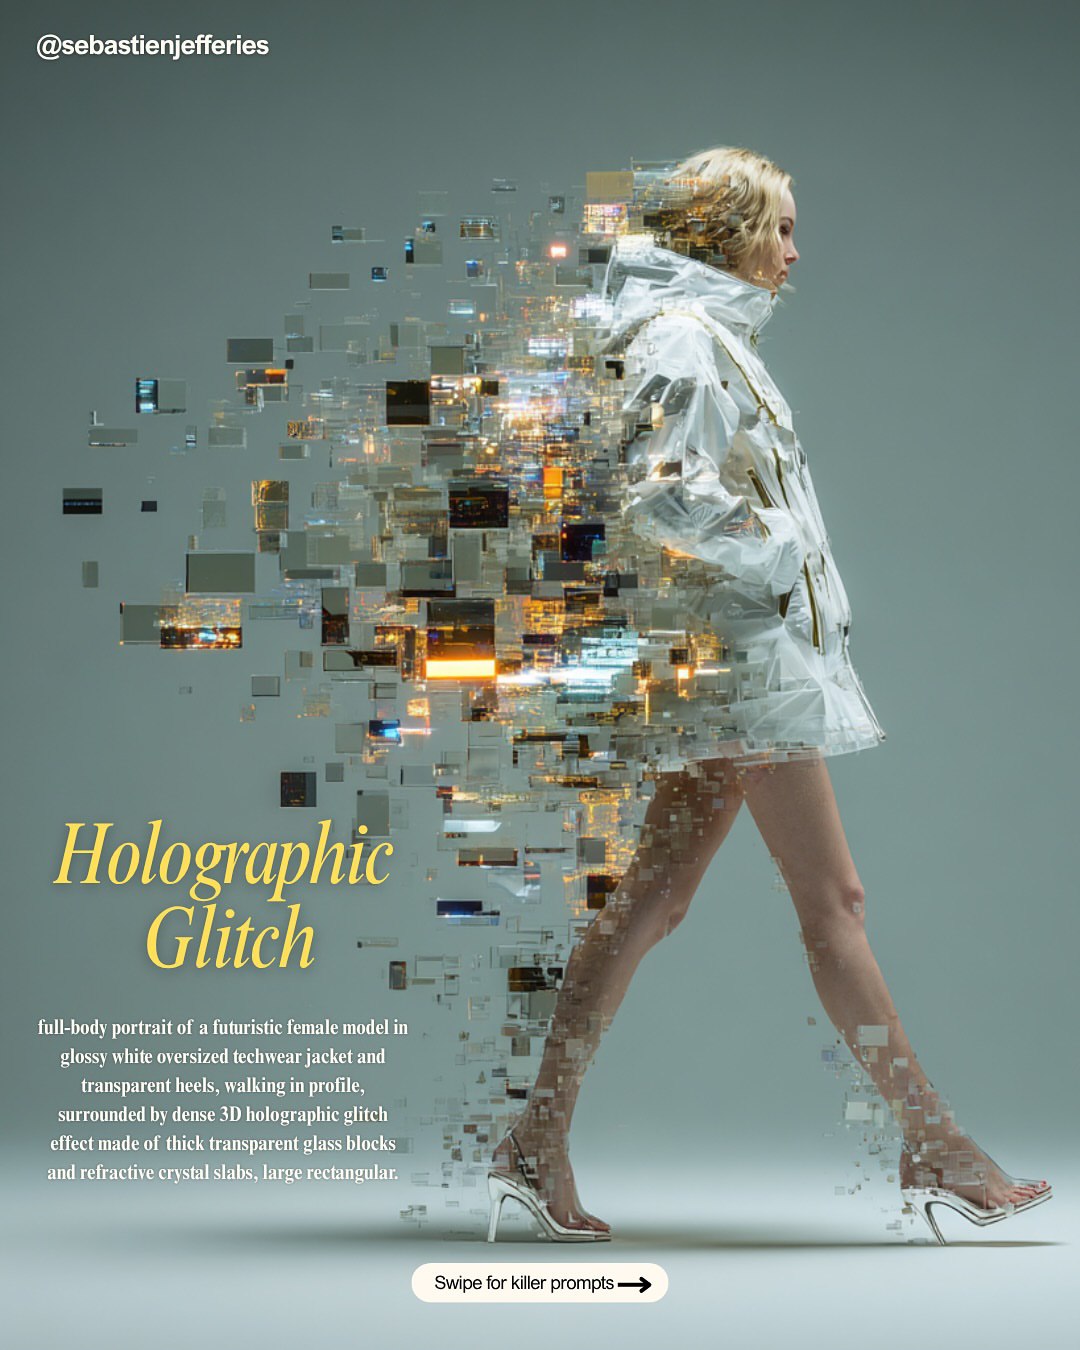 @sebastienjefferies
Holographic
Glitch
full-body portrait of a futuristic female model in
glossy white oversized techwear jacket and
transparent heels, walking in profile,
surrounded by dense 3D holographic glitch
effect made of thick transparent glass blocks
and refractive crystal slabs, large rectangular.
Swipe for killer prompts